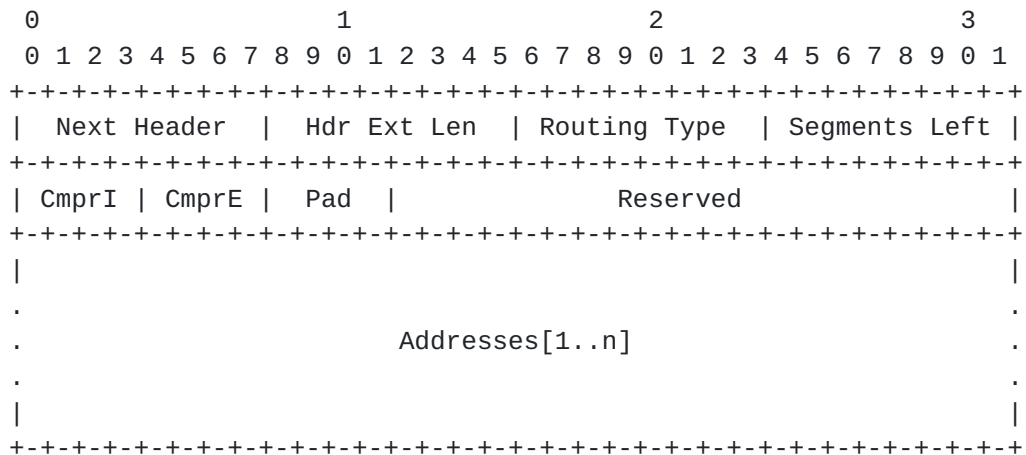 0                   1                   2                   3
 0 1 2 3 4 5 6 7 8 9 0 1 2 3 4 5 6 7 8 9 0 1 2 3 4 5 6 7 8 9 0 1
+-+-+-+-+-+-+-+-+-+-+-+-+-+-+-+-+-+-+-+-+-+-+-+-+-+-+-+-+-+-+-+-+
|  Next Header  |  Hdr Ext Len  | Routing Type  | Segments Left |
+-+-+-+-+-+-+-+-+-+-+-+-+-+-+-+-+-+-+-+-+-+-+-+-+-+-+-+-+-+-+-+-+
| CmprI | CmprE |  Pad  |              Reserved                 |
+-+-+-+-+-+-+-+-+-+-+-+-+-+-+-+-+-+-+-+-+-+-+-+-+-+-+-+-+-+-+-+-+
|                                                               |
.                                                               .
.                        Addresses[1..n]                        .
.                                                               .
|                                                               |
+-+-+-+-+-+-+-+-+-+-+-+-+-+-+-+-+-+-+-+-+-+-+-+-+-+-+-+-+-+-+-+-+